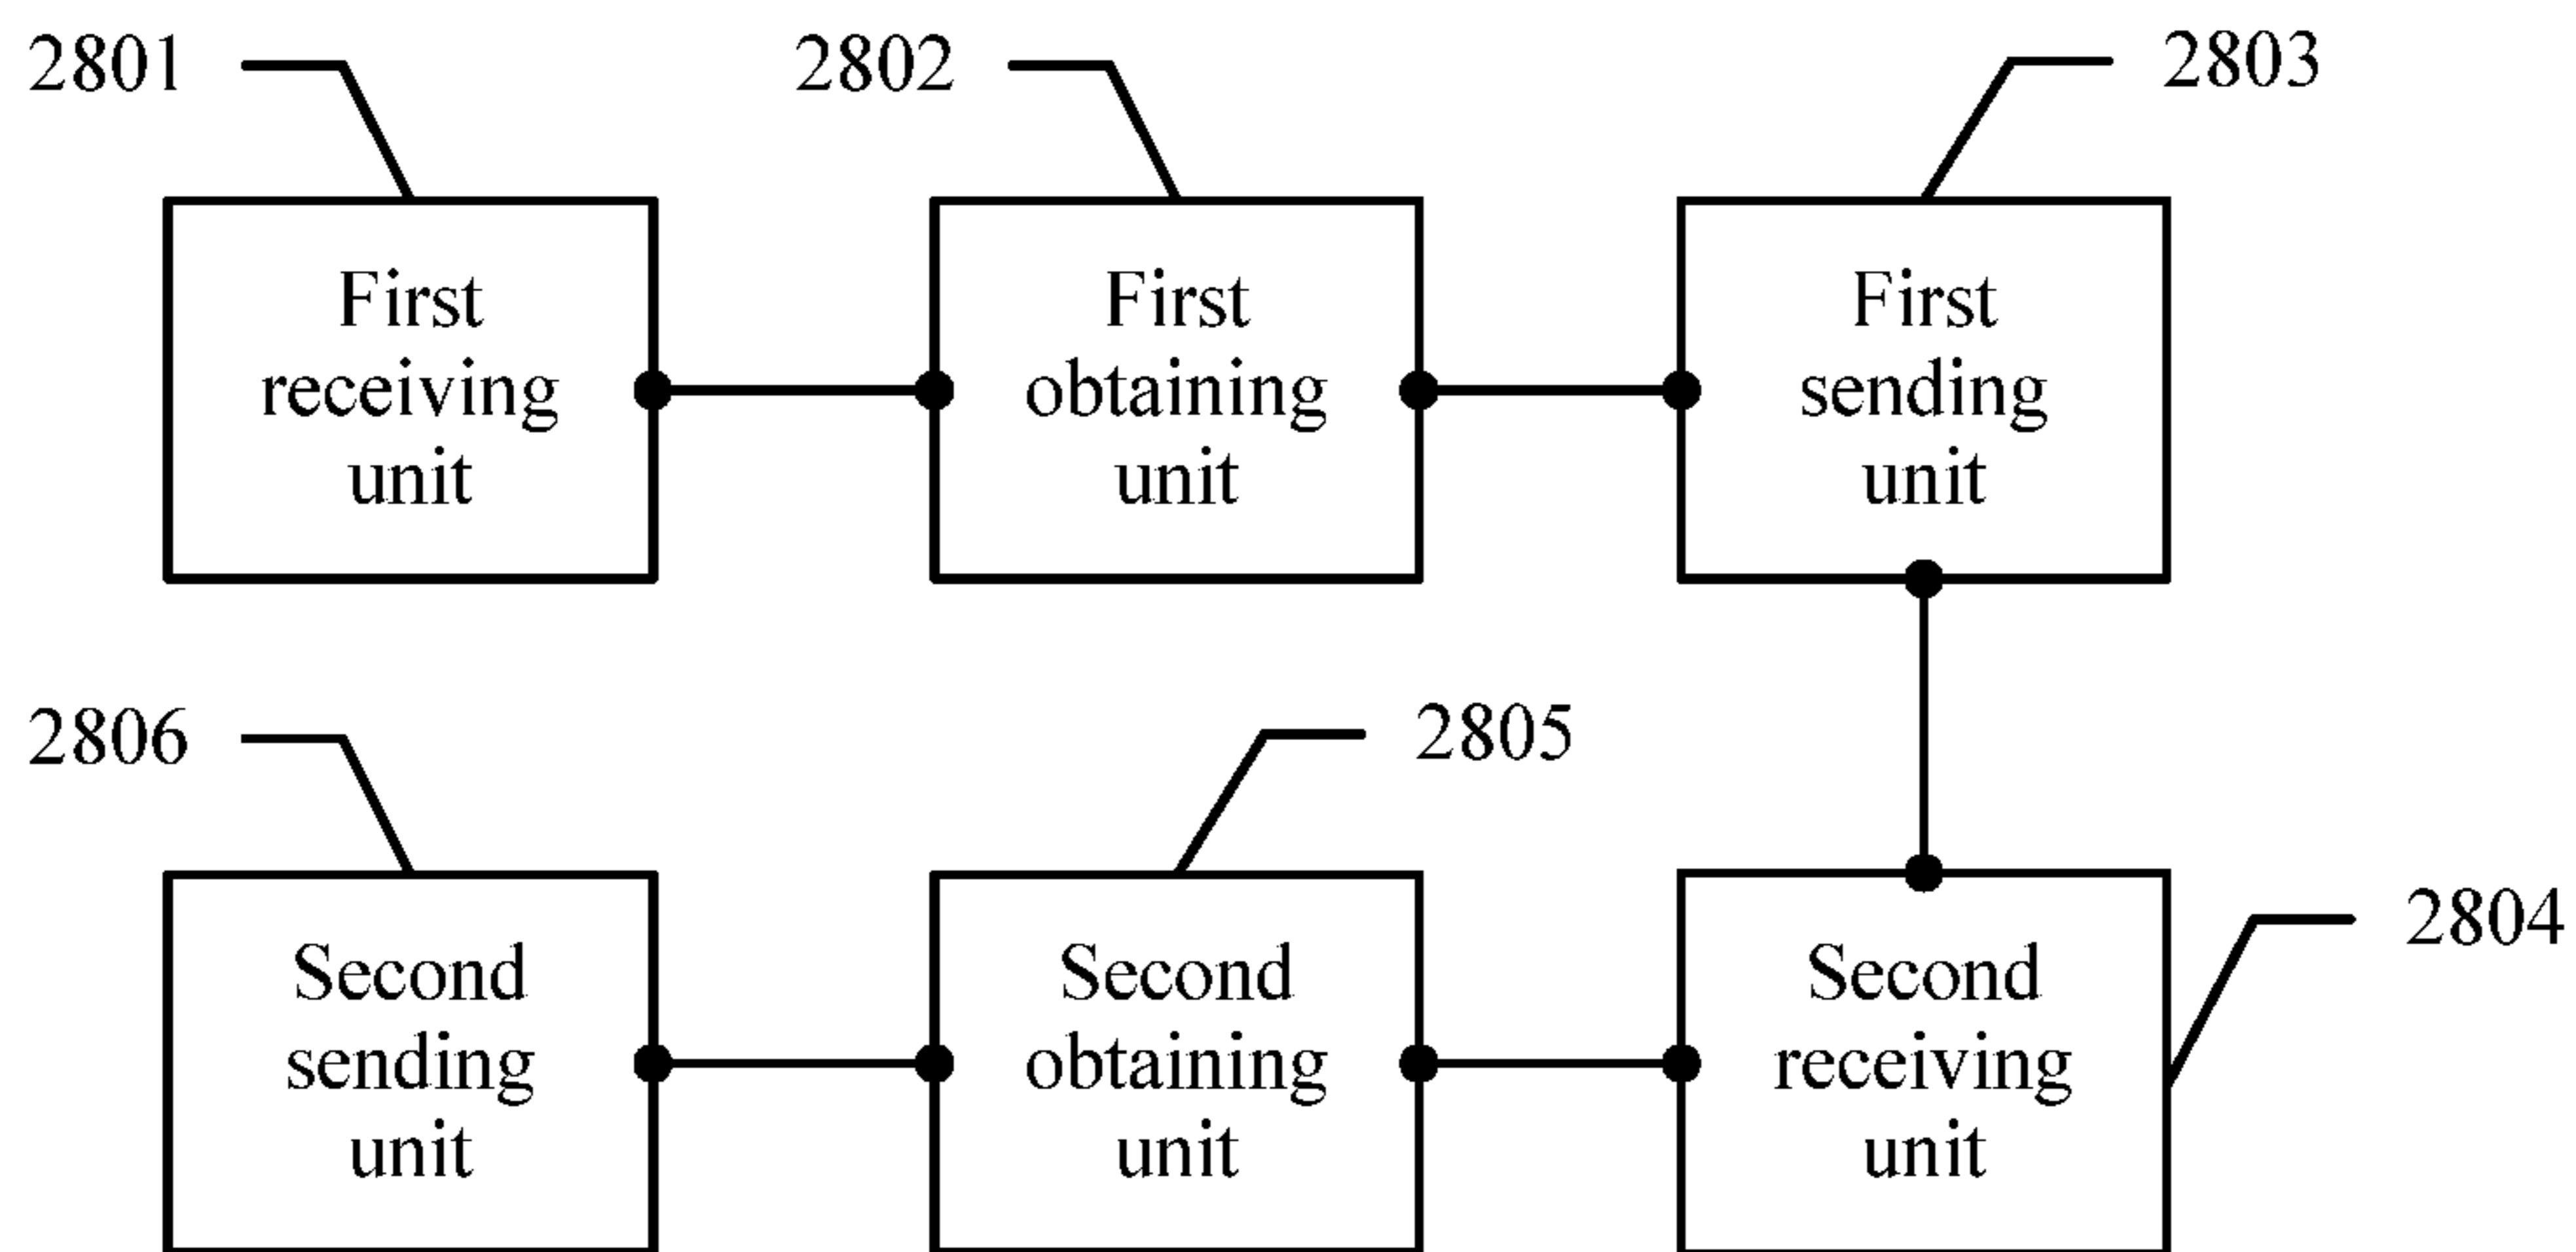 2801
2802
2803
First
receiving
unit
First
obtaining
unit
First
sending
unit
2806
2805
2804
Second
sending
unit
Second
obtaining
unit
Second
receiving
unit